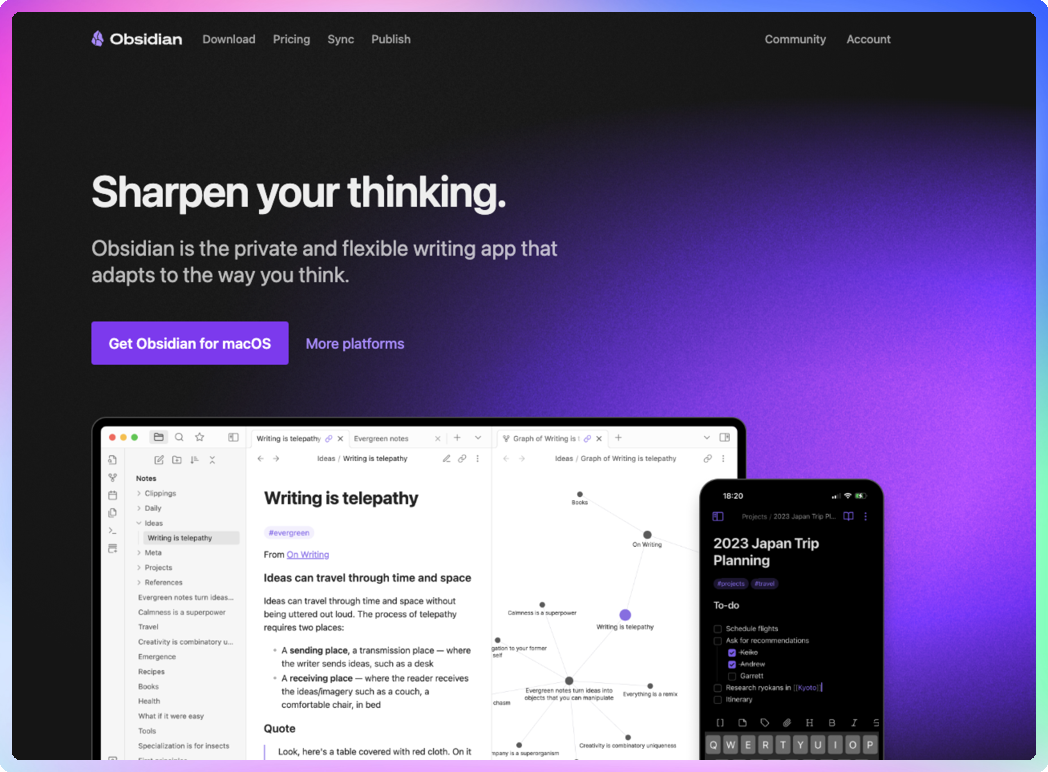 Obsidian
Download
Pricing
Sync
Publish
Community
Account
Sharpen your thinking.
Obsidian is the private and flexible writing app that
adapts to the way you think.
Get Obsidian for macOS
More platforms
Writing is telepathy
Evergreen notes
Graph of Writing is
Ideas / Writing is telepathy
Ideas / Graph of Writing is telepathy
Notes
Clippings
Daily
Ideas
Writing is telepathy
Meta
Projects
References
Evergreen notes turn ideas...
Calmness is a superpower
Travel
Creativity is combinatory u...
Emergence
Recipes
Books
Health
What if it were easy
Tools
Specialization is for insects
First principles
Writing is telepathy
#evergreen
From On Writing
Ideas can travel through time and space
Ideas can travel through time and space without
being uttered out loud. The process of telepathy
requires two places:
• A sending place, a transmission place — where
the writer sends ideas, such as a desk
• A receiving place — where the reader receives
the ideas/imagery such as a couch, a
comfortable chair, in bed
Quote
Look, here's a table covered with red cloth. On it
Books
On Writing
Calmness is a superpower
Writing is telepathy
gation to your former
self
Evergreen notes turn ideas into
objects that you can manipulate
Everything is a remix
chasm
Creativity is combinatory uniqueness
mpany is a superorganism
18:20
Projects / 2023 Japan Trip Pl...
2023 Japan Trip
Planning
#projects #travel
To-do
Schedule flights
Ask for recommendations
Keiko
Andrew
Garrett
Research ryokans in [[Kyoto]]
Itinerary
[] H B I S
Q W E R T Y U I O P